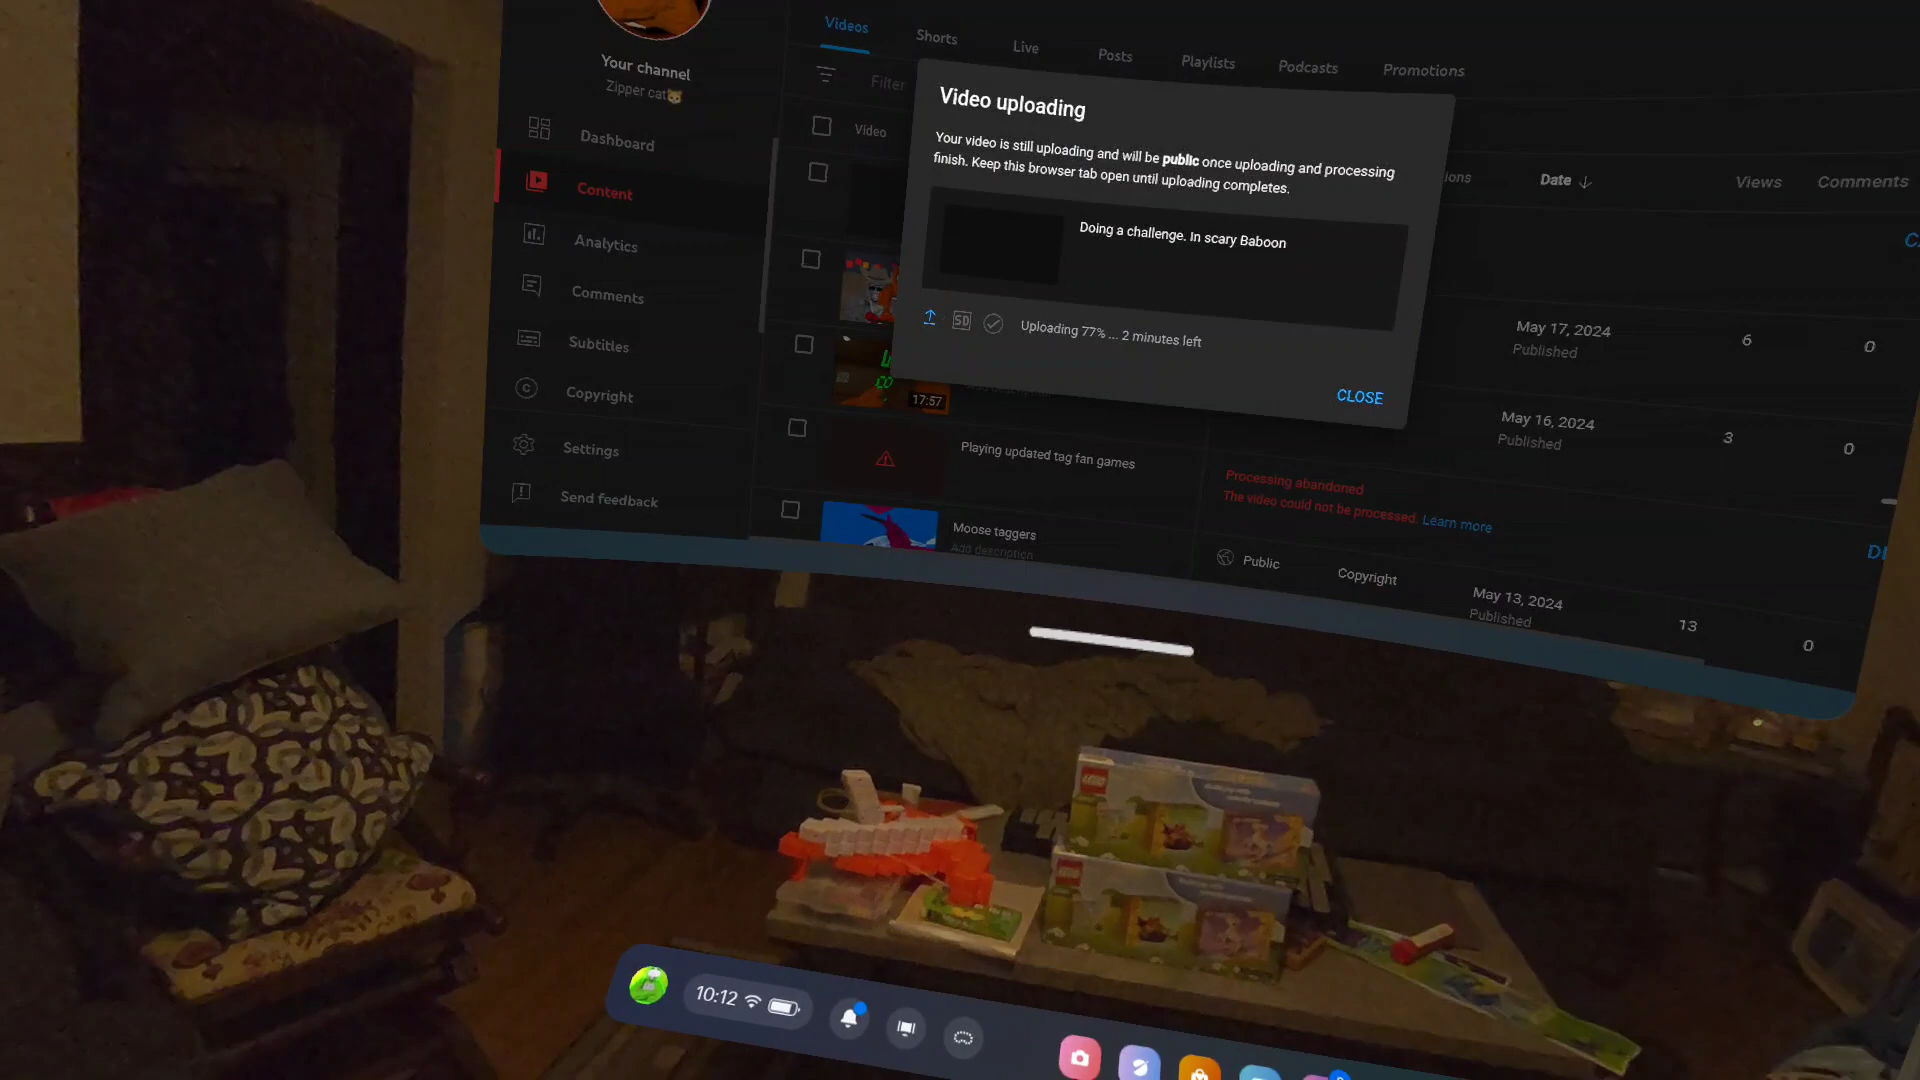 Your channel
Zipper cat🐱
Dashboard
Content
Analytics
Comments
Subtitles
Copyright
Settings
Send feedback
Videos
Shorts
Live
Posts
Playlists
Podcasts
Promotions
Filter
Video
Date ↓
Views
Comments
Video uploading
Your video is still uploading and will be public once uploading and processing
finish. Keep this browser tab open until uploading completes.
Doing a challenge. In scary Baboon
SD
Uploading 77% ... 2 minutes left
CLOSE
May 17, 2024
Published
6
0
17:57
May 16, 2024
Published
3
0
Playing updated tag fan games
Processing abandoned
The video could not be processed. Learn more
Moose taggers
Add description
Public
Copyright
May 13, 2024
Published
13
0
LEGO
LEGO
10:12